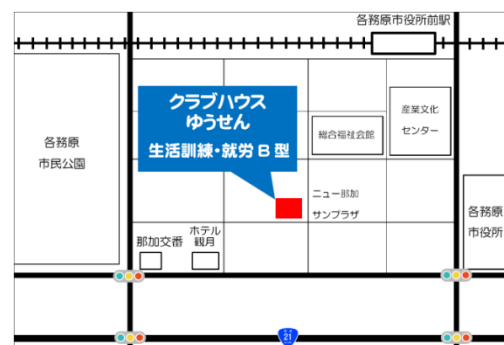 各務原市役所前駅
クラブハウス
ゆうせん
生活訓練・就労B型
産業文化
センター
総合福祉会館
各務原
市民公園
ニュー那加
サンプラザ
各務原
市役所
ホテル
観月
那加交番
21